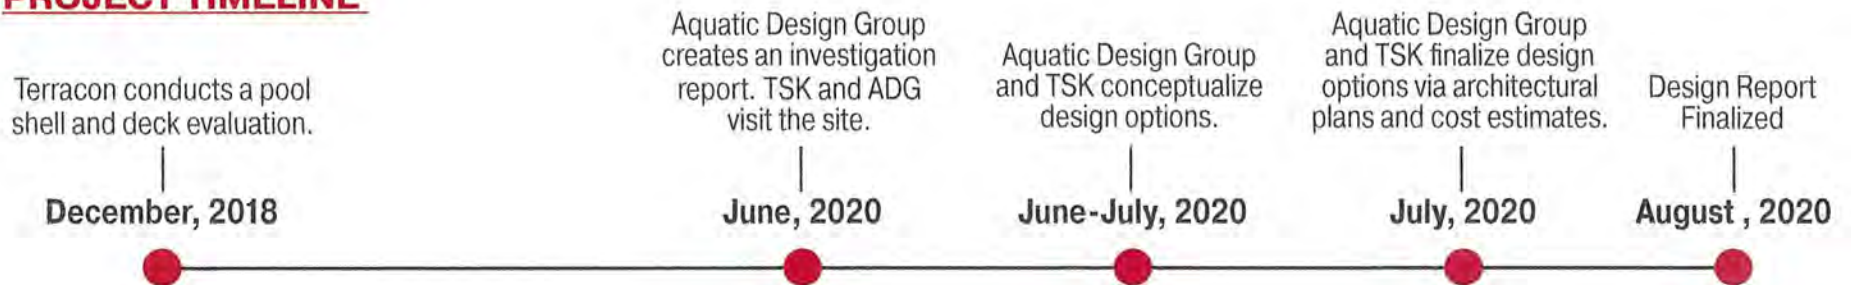 PROJECT TIMELINE
Terracon conducts a pool
shell and deck evaluation.
December, 2018
Aquatic Design Group
creates an investigation
report. TSK and ADG
visit the site.
June, 2020
Aquatic Design Group
and TSK conceptualize
design options.
June-July, 2020
Aquatic Design Group
and TSK finalize design
options via architectural
plans and cost estimates.
July, 2020
Design Report
Finalized
August , 2020